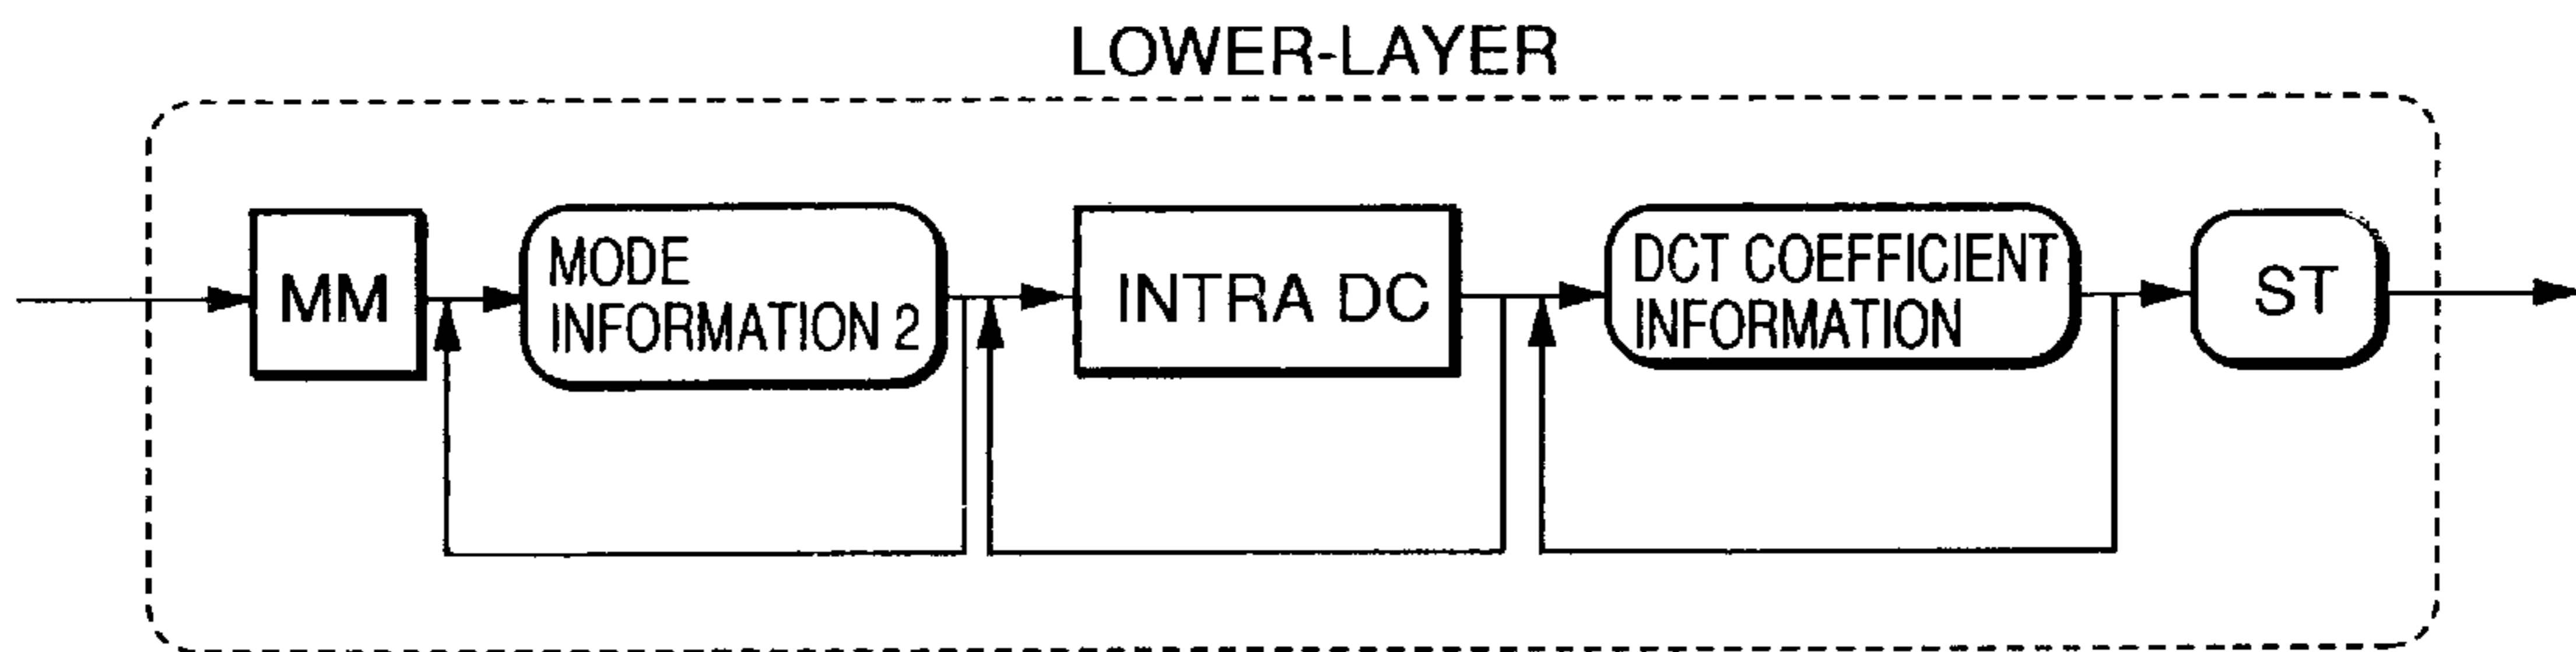 LOWER-LAYER
MM
MODE
INFORMATION 2
INTRA DC
DCT COEFFICIENT
INFORMATION
ST